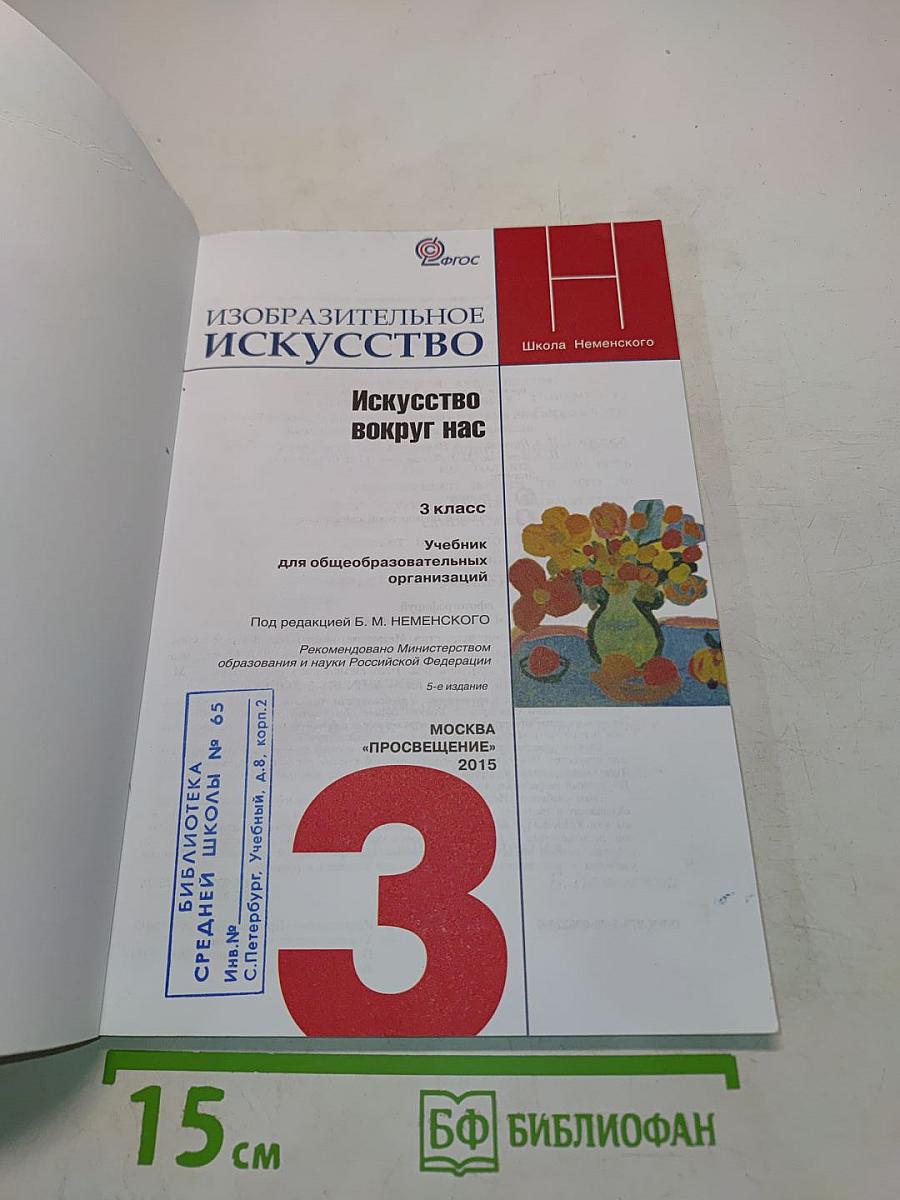 ФГОС
ИЗОБРАЗИТЕЛЬНОЕ
ИСКУССТВО
Н
Школа Неменского
Искусство
вокруг нас
3 класс
Учебник
для общеобразовательных
организаций
Под редакцией Б. М. НЕМЕНСКОГО
Рекомендовано Министерством
образования и науки Российской Федерации
5-е издание
МОСКВА
«ПРОСВЕЩЕНИЕ»
2015
3
БИБЛИОТЕКА
СРЕДНЕЙ ШКОЛЫ № 65
Инв.№
С.Петербург, Учебный, д.8, корп.2
15 см
БФ БИБЛИОФАН